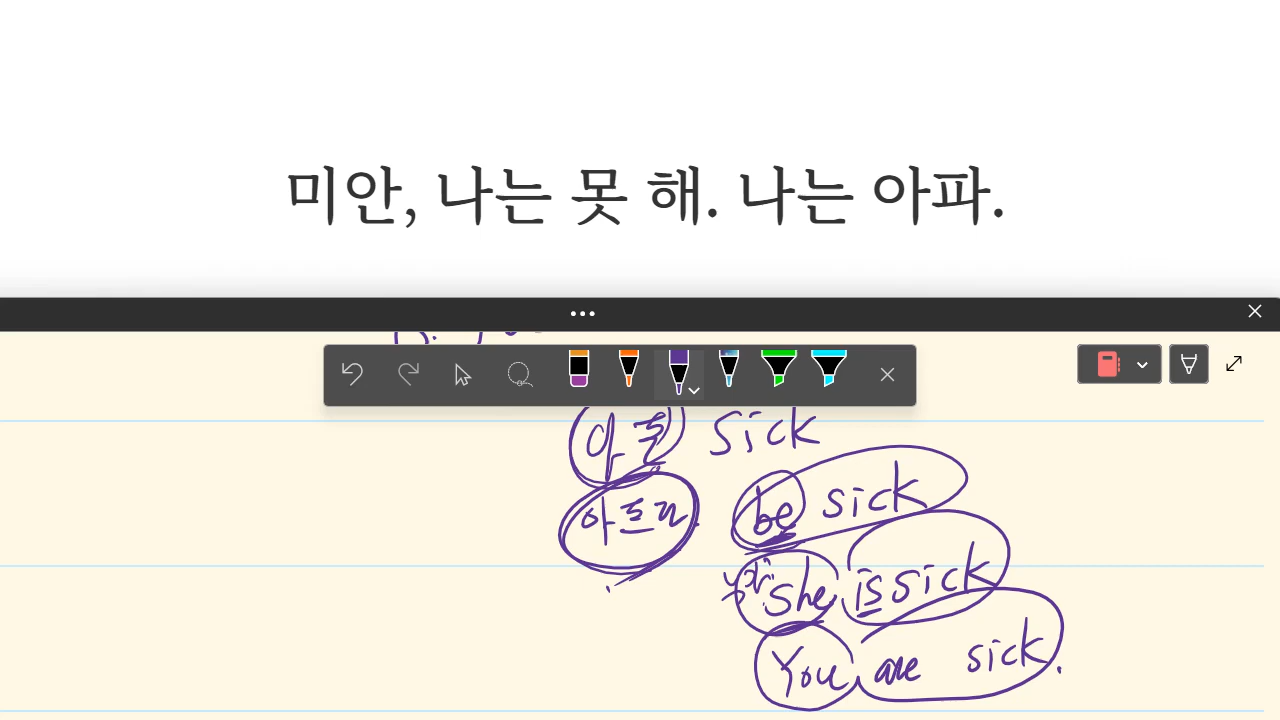 미안, 나는 못 해. 나는 아파.
아픈 sick
아프다. be sick
She is sick
You are sick.